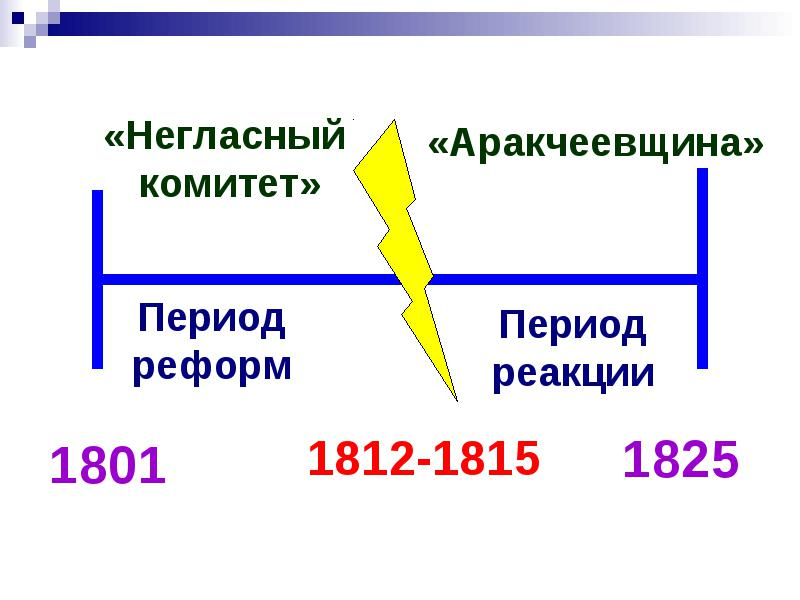 «Негласный
комитет»
«Аракчеевщина»
Период
реформ
Период
реакции
1801
1812-1815
1825